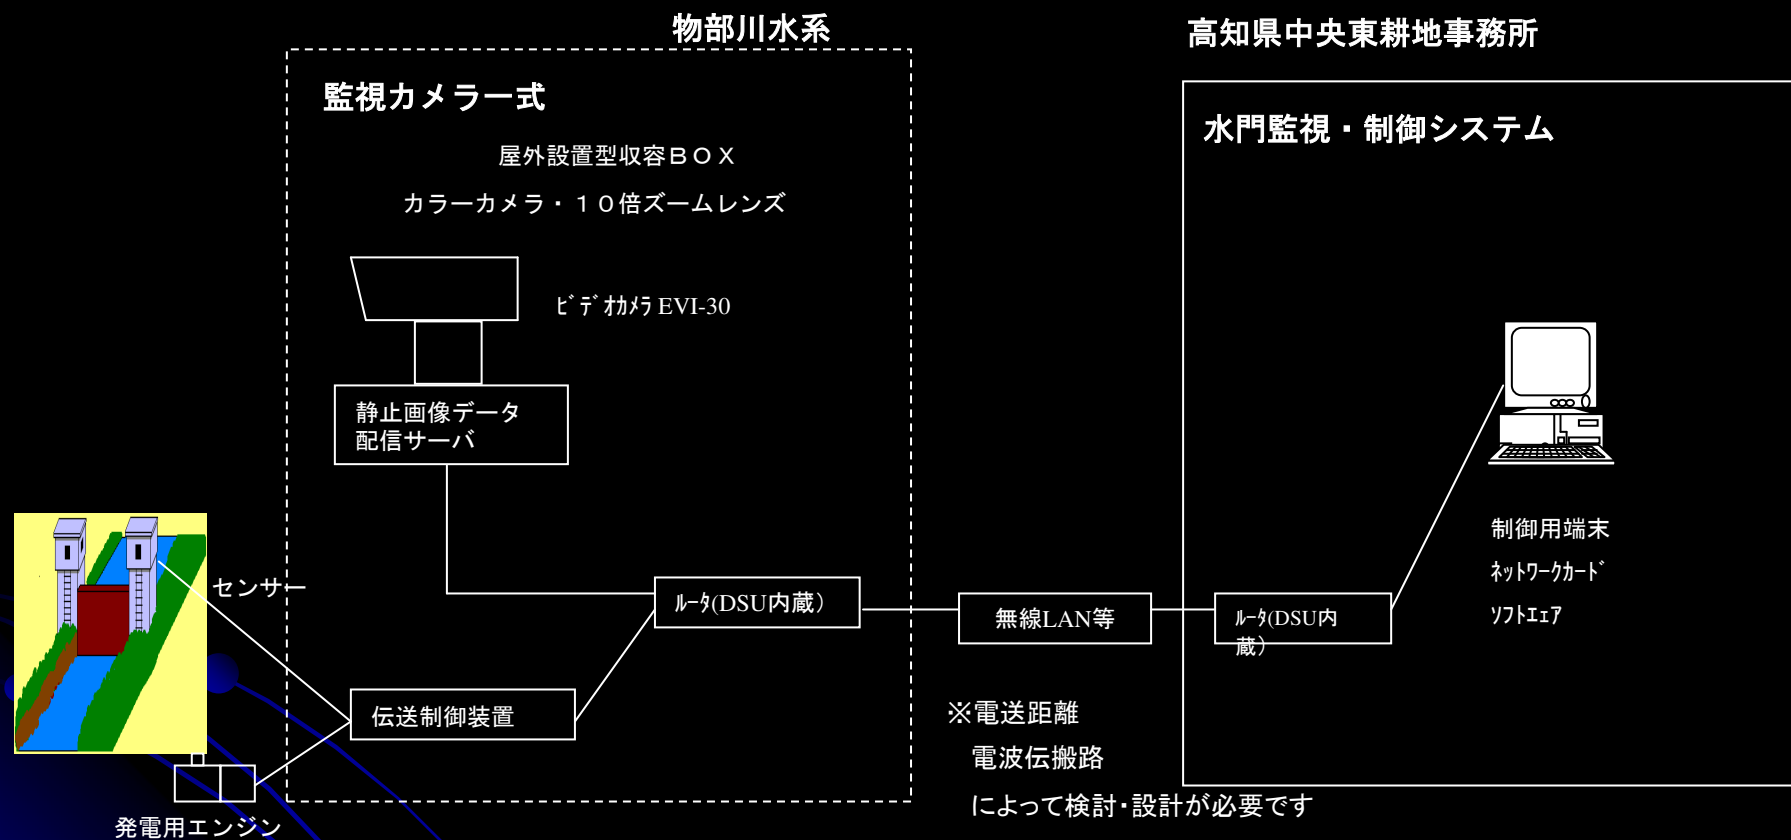 物部川水系
高知県中央東耕地事務所
監視カメラ一式
水門監視・制御システム
屋外設置型収容ＢＯＸ
カラーカメラ・１０倍ズームレンズ
ﾋﾞﾃﾞｵｶﾒﾗ EVI-30
静止画像データ
配信サーバ
センサー
ﾙｰﾀ(DSU内蔵）
無線LAN等
ﾙｰﾀ(DSU内
蔵）
制御用端末
ﾈｯﾄﾜｰｸｶｰﾄﾞ
ｿﾌﾄｴｪｱ
伝送制御装置
※電送距離
電波伝搬路
によって検討･設計が必要です
発電用エンジン